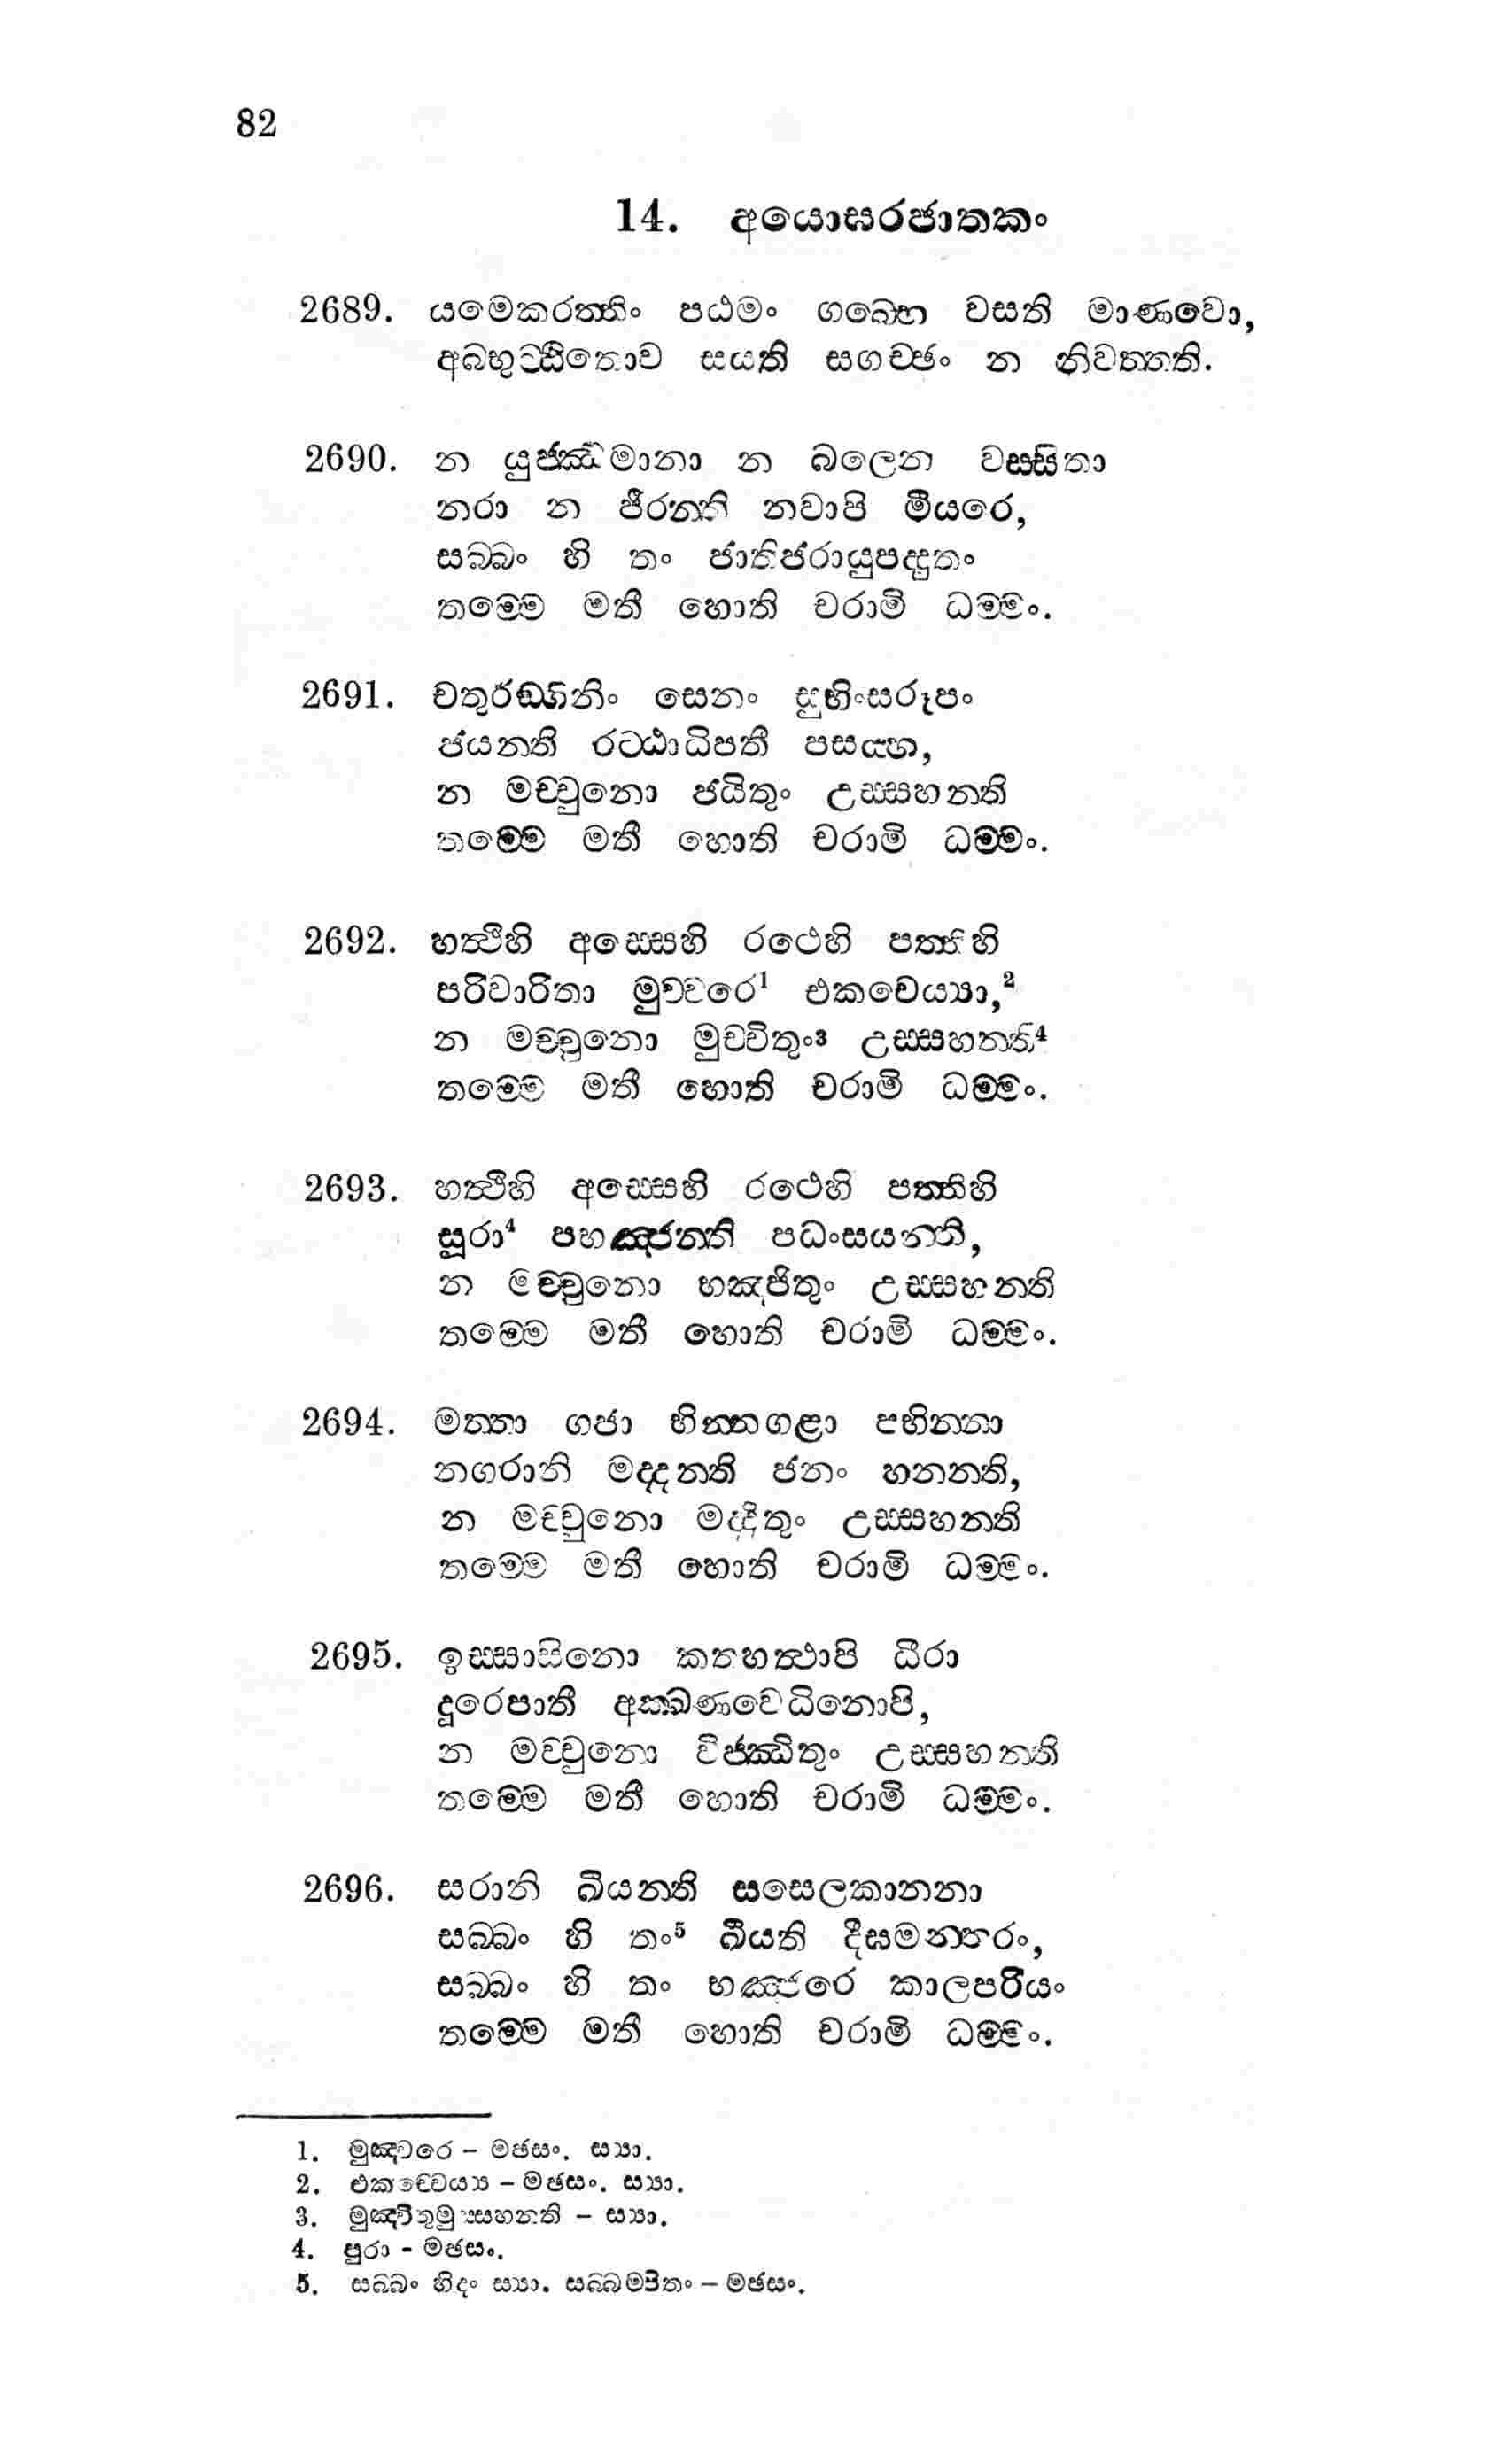 82
14. අයොඝරජාතකං
2689. යමෙකරත්තිං පඨමං ගබ්භෙ වසති මාණවො,
අබ්භුට්ඨිතොව සයති සගච්ඡං න නිවත්තති.
2690. න යුජ්ඣමානා න බලෙන වස්සිතා
නරා න ජීරන්ති නවාපි මීයරෙ,
සබ්බං හි තං ජාතිජරායුපද්දුතං
තම්මෙ මතී හොති චරාමි ධම්මං.
2691. චතුරඞ්ගිනිං සෙනං සුභිංසරූපං
ජයන්ති රට්ඨාධිපතී පසය්හ,
න මච්චුනො ජයිතුං උස්සහන්ති
තම්මෙ මතී හොති චරාමි ධම්මං.
2692. හත්ථීහි අස්සෙහි රථෙහි පත්තිහි
පරිවාරිතා මුච්චරෙ1 එකචෙය්‍යා,2
න මච්චුනො මුච්චිතුං3 උස්සහන්ති4
තම්මෙ මතී හොති චරාමි ධම්මං.
2693. හත්ථීහි අස්සෙහි රථෙහි පත්තිහි
සූරා4 පභඤ්ජන්ති පධංසයන්ති,
න මච්චුනො භඤ්ජිතුං උස්සහන්ති
තම්මෙ මතී හොති චරාමි ධම්මං.
2694. මත්තා ගජා භින්නගළා පභින්නා
නගරානි මද්දන්ති ජනං හනන්ති,
න මච්චුනො මද්දිතුං උස්සහන්ති
තම්මෙ මතී හොති චරාමි ධම්මං.
2695. ඉස්සාසිනො කතහත්ථාපි ධීරා
දූරෙපාතී අක්ඛණවෙධිනොපි,
න මච්චුනො විජ්ඣිතුං උස්සහන්ති
තම්මෙ මතී හොති චරාමි ධම්මං.
2696. සරානි ඛීයන්ති සසෙලකානනා
සබ්බං හි තං5 ඛීයති දීඝමන්තරං,
සබ්බං හි තං භඤ්ජරෙ කාලපරියං
තම්මෙ මතී හොති චරාමි ධම්මං.
1. මුඤ්චරෙ – මඡසං. ස්‍යා.
2. එකච්චෙය්‍ය – මඡසං. ස්‍යා.
3. මුඤ්චිතුමුස්සහන්ති – ස්‍යා.
4. පුරා - මඡසං.
5. සබ්බං හිදං ස්‍යා. සබ්බම්පිතං – මඡසං.